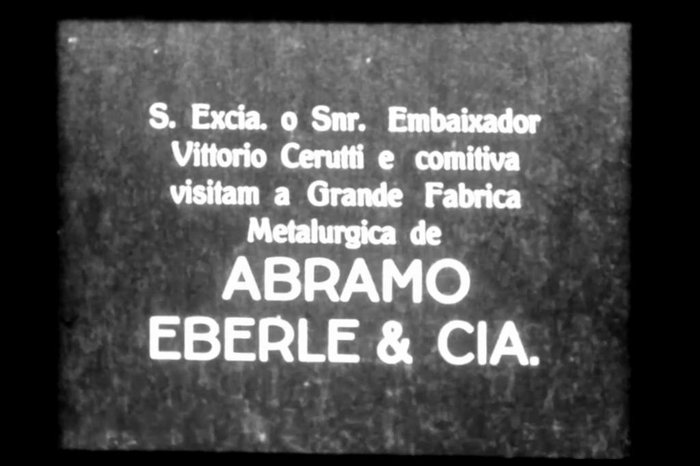 S. Excia. o Snr. Embaixador
Vittorio Cerutti e comitiva
visitam a Grande Fabrica
Metalurgica de
ABRAMO
EBERLE & CIA.